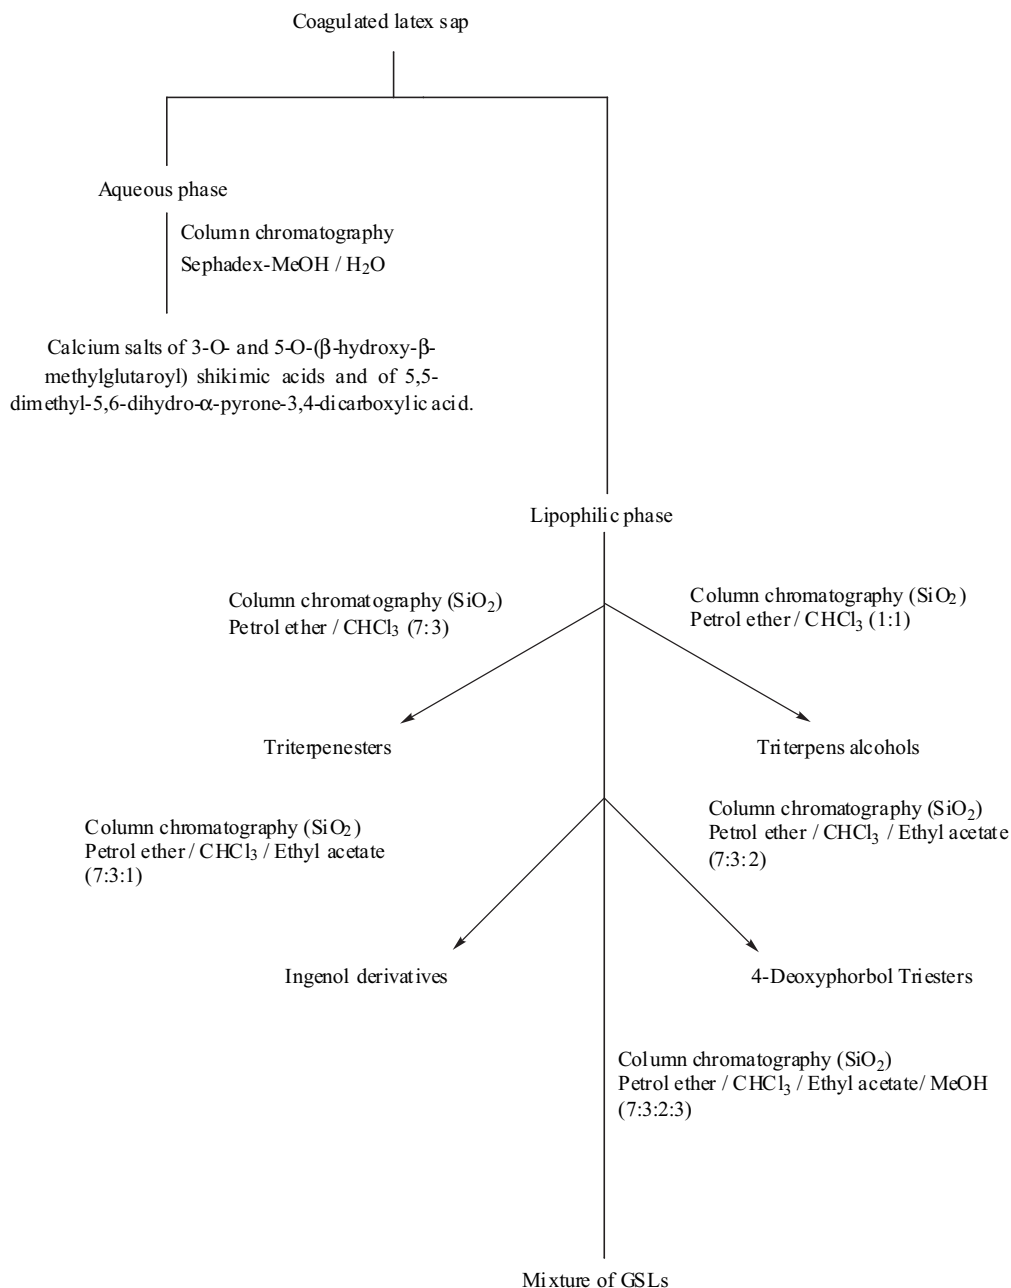 Coagulated latex sap
Aqueous phase
Column chromatography
Sephadex-MeOH / H₂O
Calcium salts of 3-O- and 5-O-(β-hydroxy-β-
methylglutaroyl) shikimic acids and of 5,5-
dimethyl-5,6-dihydro-α-pyrone-3,4-dicarboxylic acid.
Lipophilic phase
Column chromatography (SiO₂)
Petrol ether / CHCl₃ (7:3)
Column chromatography (SiO₂)
Petrol ether / CHCl₃ (1:1)
Triterpenesters
Triterpens alcohols
Column chromatography (SiO₂)
Petrol ether / CHCl₃ / Ethyl acetate
(7:3:1)
Column chromatography (SiO₂)
Petrol ether / CHCl₃ / Ethyl acetate
(7:3:2)
Ingenol derivatives
4-Deoxyphorbol Triesters
Column chromatography (SiO₂)
Petrol ether / CHCl₃ / Ethyl acetate/ MeOH
(7:3:2:3)
Mixture of GSLs